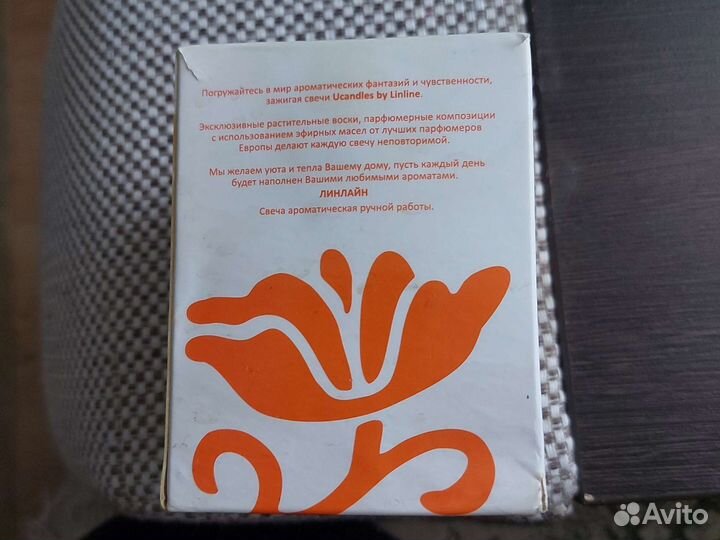 Погружайтесь в мир ароматических фантазий и чувственности,
зажигая свечи Ucandles by Linline.
Эксклюзивные растительные воски, парфюмерные композиции
с использованием эфирных масел от лучших парфюмеров
Европы делают каждую свечу неповторимой.
Мы желаем уюта и тепла Вашему дому, пусть каждый день
будет наполнен Вашими любимыми ароматами.
ЛИНЛАЙН
Свеча ароматическая ручной работы.
Avito